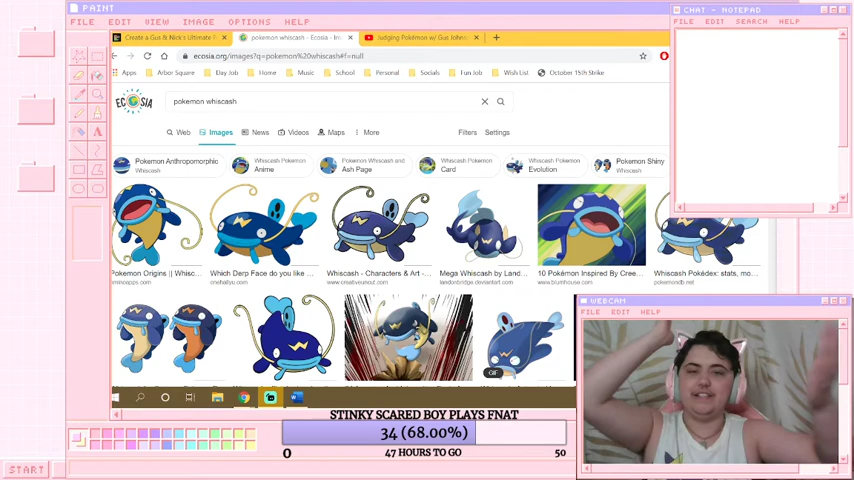 PAINT
FILE EDIT VIEW IMAGE OPTIONS HELP
Create a Gus & Nick's Ultimate
pokemon whiscash - Ecosia - Im
Judging Pokémon w/ Gus Johns
ecosia.org/images?q=pokemon%20whiscash#f=null
Apps Arbor Square Day Job Home Music School Personal Socials Fun Job Wish List October 15th Strike
ECOSIA
pokemon whiscash
Web Images News Videos Maps More Filters Settings
Pokemon Anthropomorphic Whiscash
Whiscash Pokemon Anime
Whiscash Pokemon and Ash Page
Whiscash Pokemon Card
Whiscash Pokemon Evolution
Pokemon Shiny Whiscash
Pokemon Origins || Whisc...
Which Derp Face do you like ...
Whiscash - Characters & Art - ...
www.creativeuncut.com
Mega Whiscash by Land...
landonbridge.deviantart.com
10 Pokémon Inspired By Cree...
www.blumhouse.com
Whiscash Pokédex: stats, mo...
pokemondb.net
GIF
STINKY SCARED BOY PLAYS FNAT
34 (68.00%)
0
47 HOURS TO GO
50
START
CHAT - NOTEPAD
FILE EDIT SEARCH HELP
WEBCAM
FILE EDIT HELP